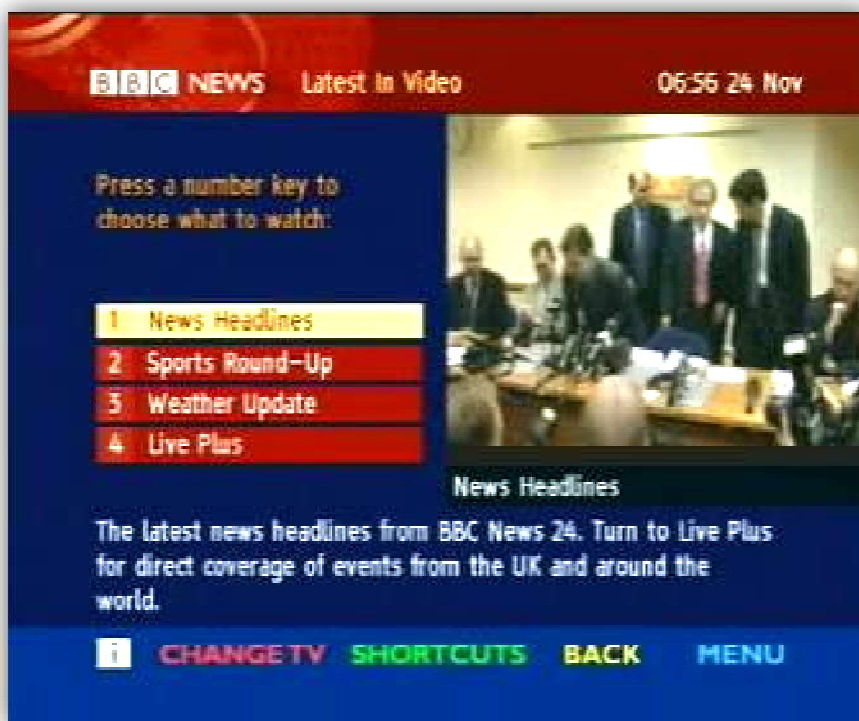 BBC NEWS Latest In Video 06:56 24 Nov
Press a number key to
choose what to watch:
1 News Headlines
2 Sports Round-Up
3 Weather Update
4 Live Plus
News Headlines
The latest news headlines from BBC News 24. Turn to Live Plus
for direct coverage of events from the UK and around the
world.
i CHANGE TV SHORTCUTS BACK MENU